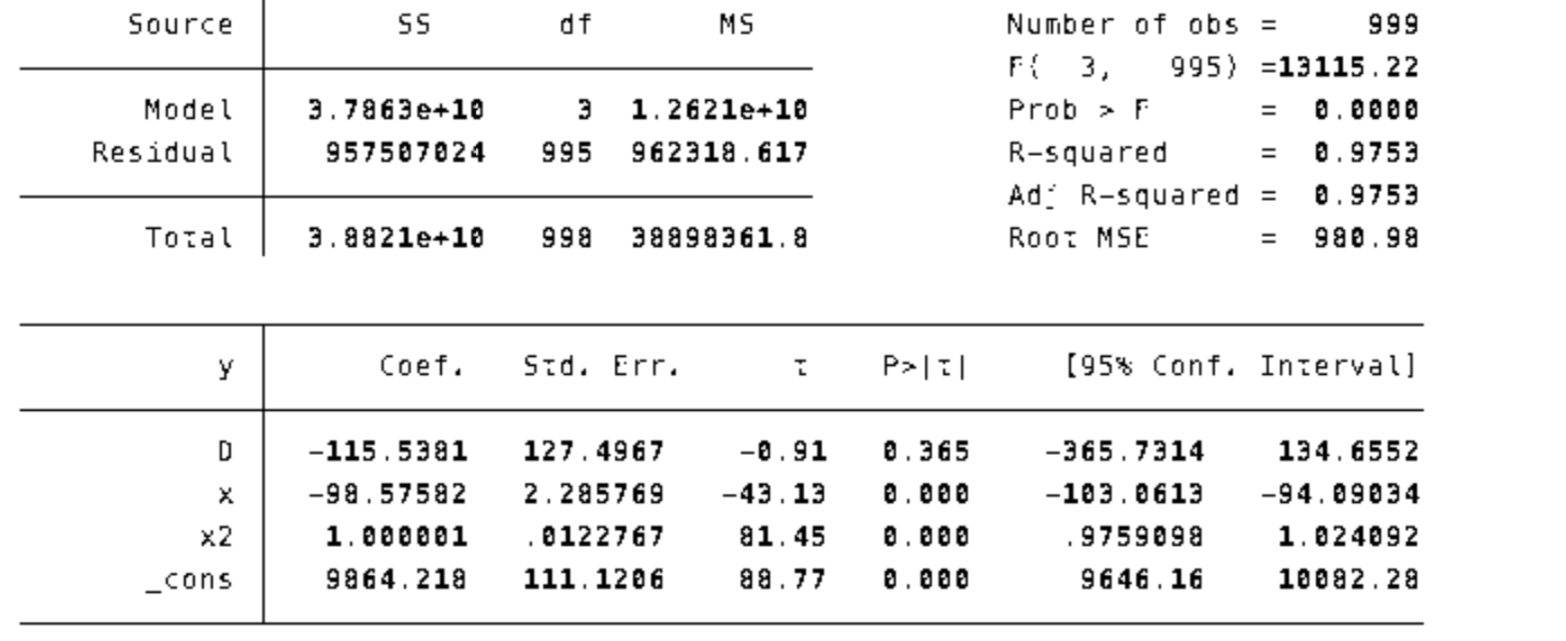 Source SS df MS Number of obs = 999
F( 3, 995) =13115.22
Model 3.7863e+10 3 1.2621e+10 Prob > F = 0.0000
Residual 957507024 995 962318.617 R-squared = 0.9753
Adj R-squared = 0.9753
Total 3.8821e+10 998 38898361.8 Root MSE = 980.98
y Coef. Std. Err. t P>|t| [95% Conf. Interval]
D -115.5381 127.4967 -0.91 0.365 -365.7314 134.6552
x -98.57582 2.285769 -43.13 0.000 -103.0613 -94.09034
x2 1.000001 .0122767 81.45 0.000 .9759098 1.024092
_cons 9864.218 111.1206 88.77 0.000 9646.16 10082.28